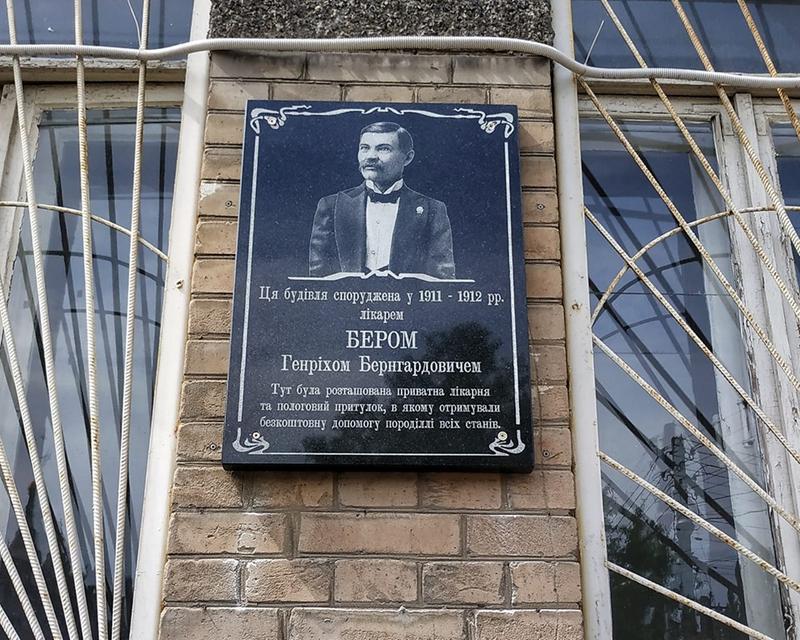 Ця будівля споруджена у 1911 - 1912 рр.
лікарем
БЕРОМ
Генріхом Бернгардовичем
Тут була розташована приватна лікарня
та пологовий притулок, в якому отримували
безкоштовну допомогу породіллі всіх станів.